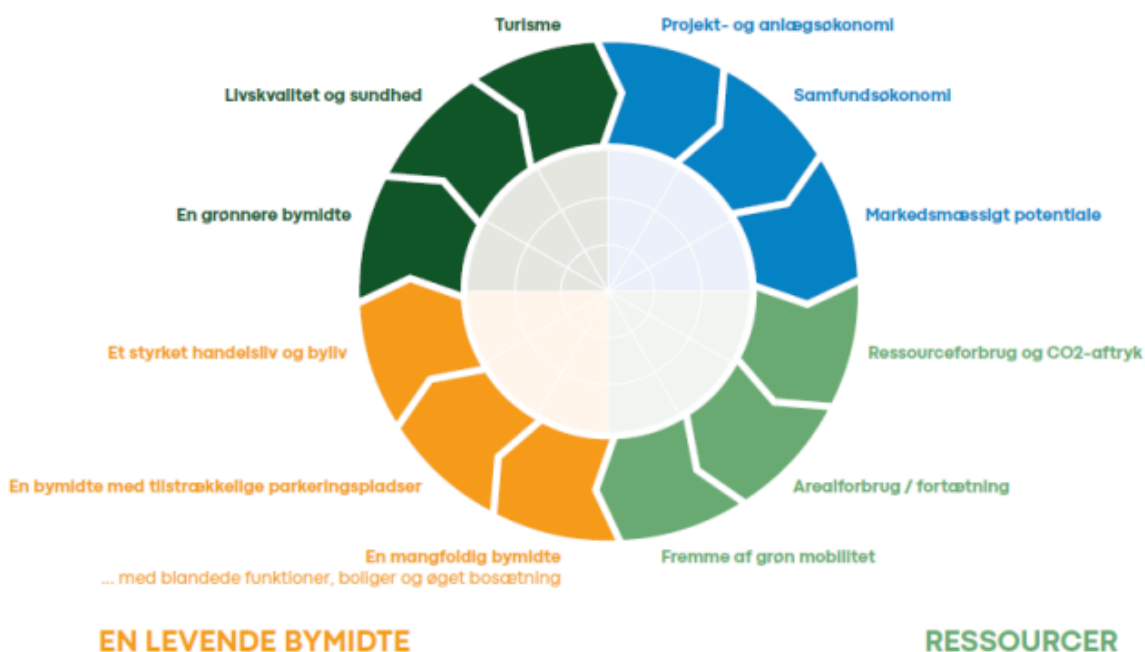 Turisme
Projekt- og anlægsøkonomi
Livskvalitet og sundhed
Samfundsøkonomi
En grønnere bymidte
Markedsmæssigt potentiale
Et styrket handelsliv og byliv
Ressourceforbrug og CO2-aftryk
En bymidte med tilstrækkelige parkeringspladser
Arealforbrug / fortætning
En mangfoldig bymidte
... med blandede funktioner, boliger og øget bosætning
Fremme af grøn mobilitet
EN LEVENDE BYMIDTE
RESSOURCER